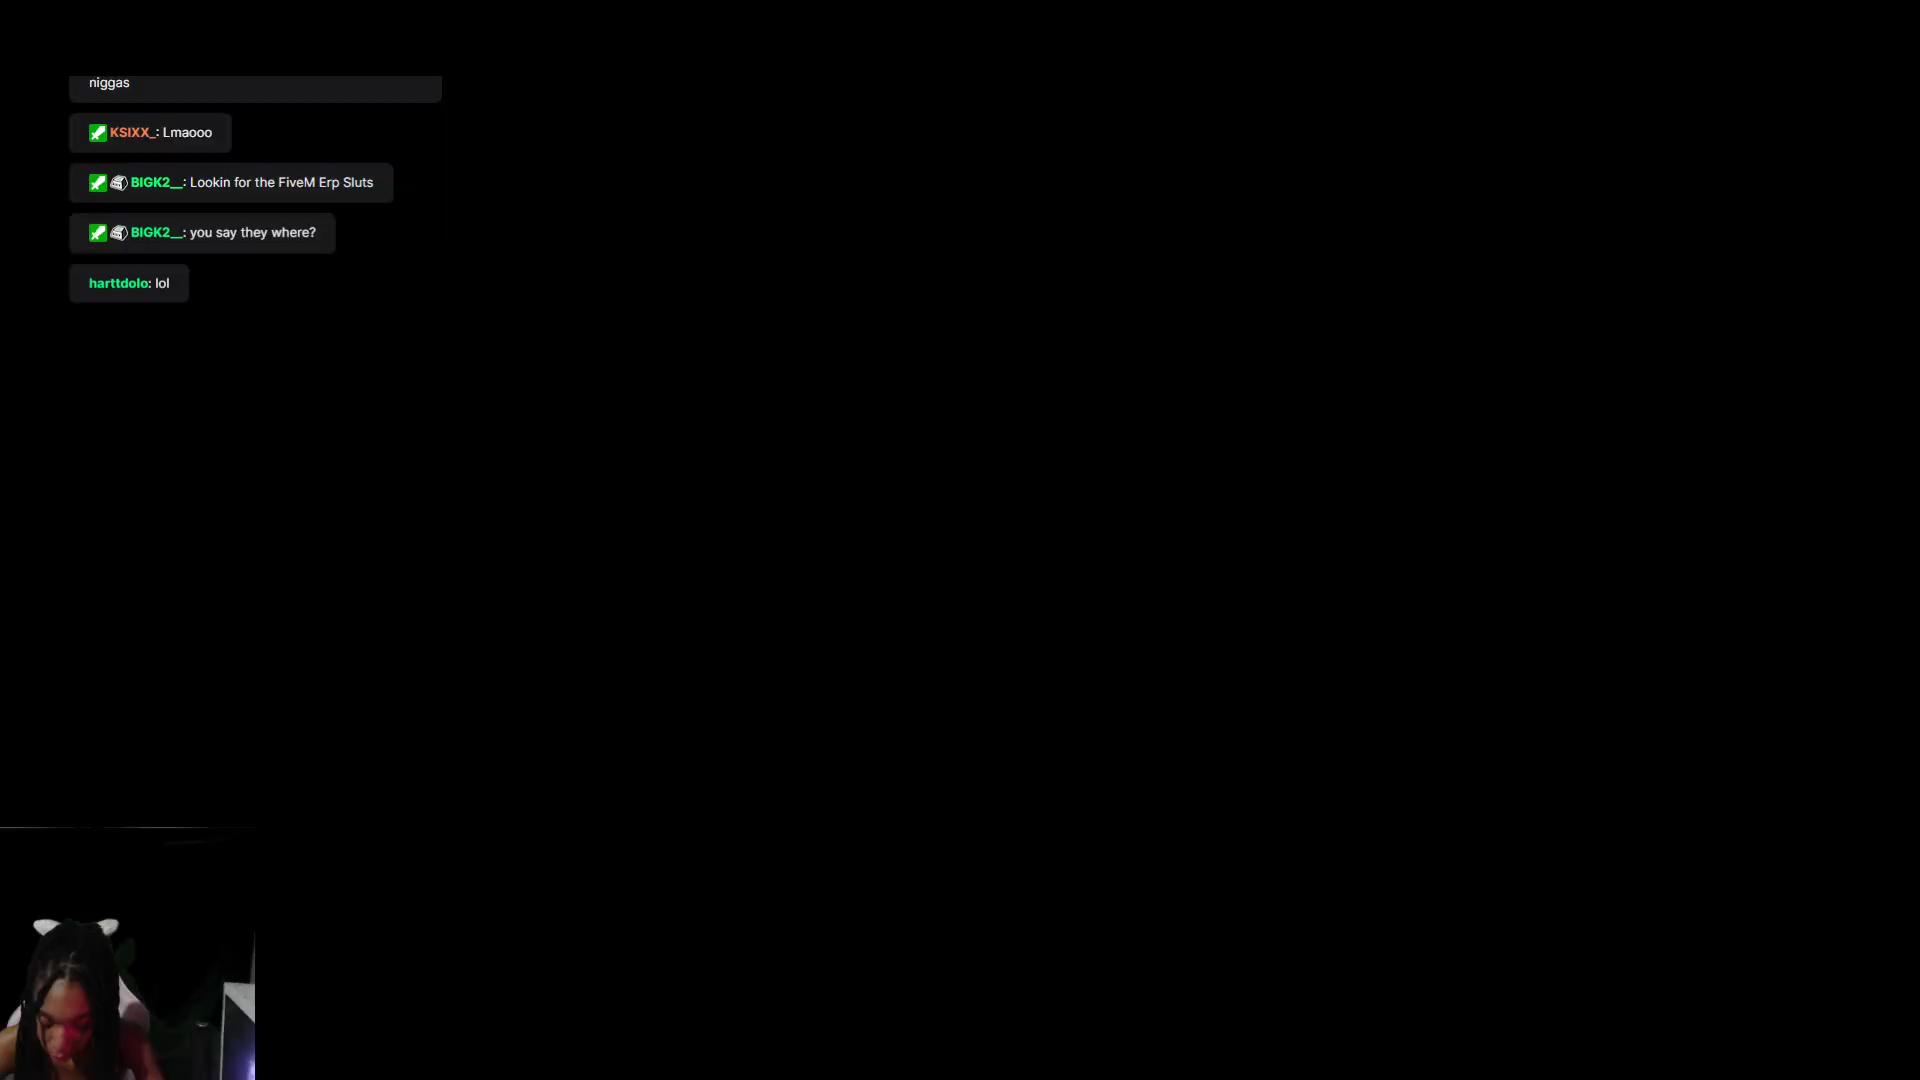 niggas
KSIXX_: Lmaooo
BIGK2__: Lookin for the FiveM Erp Sluts
BIGK2__: you say they where?
harttdolo: lol